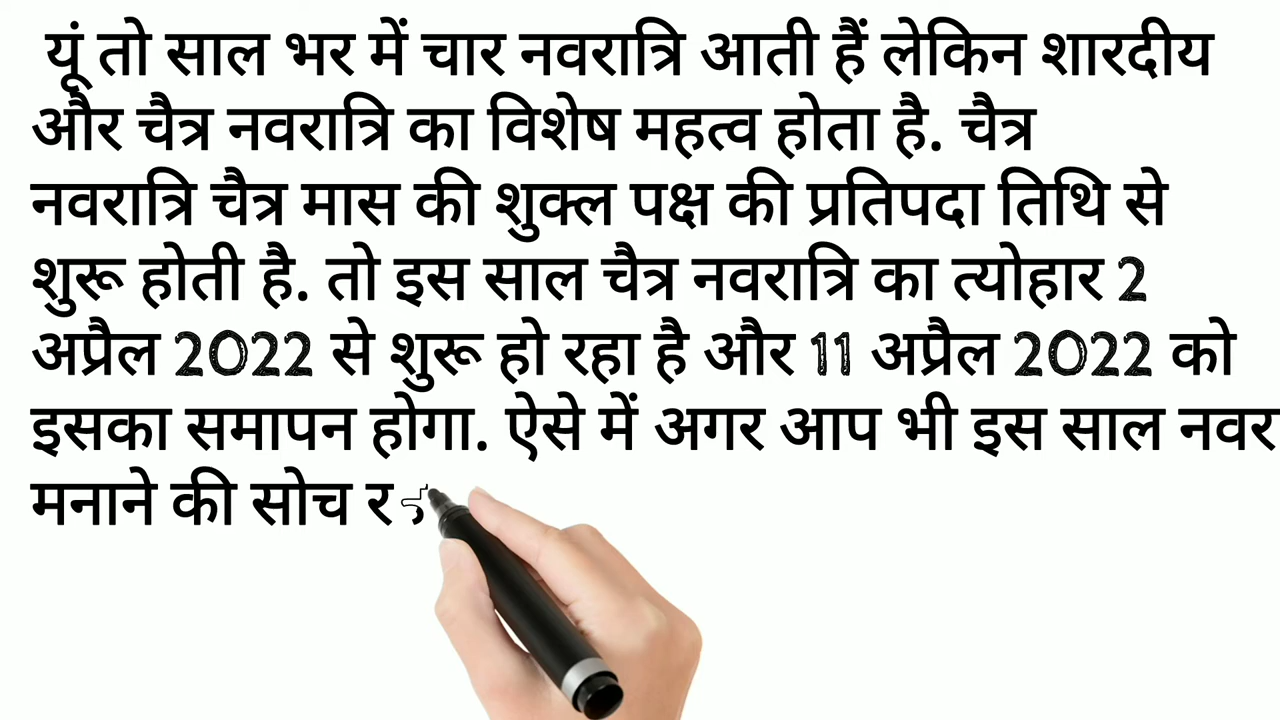 यूं तो साल भर में चार नवरात्रि आती हैं लेकिन शारदीय
और चैत्र नवरात्रि का विशेष महत्व होता है. चैत्र
नवरात्रि चैत्र मास की शुक्ल पक्ष की प्रतिपदा तिथि से
शुरू होती है. तो इस साल चैत्र नवरात्रि का त्योहार 2
अप्रैल 2022 से शुरू हो रहा है और 11 अप्रैल 2022 को
इसका समापन होगा. ऐसे में अगर आप भी इस साल नवर
मनाने की सोच र